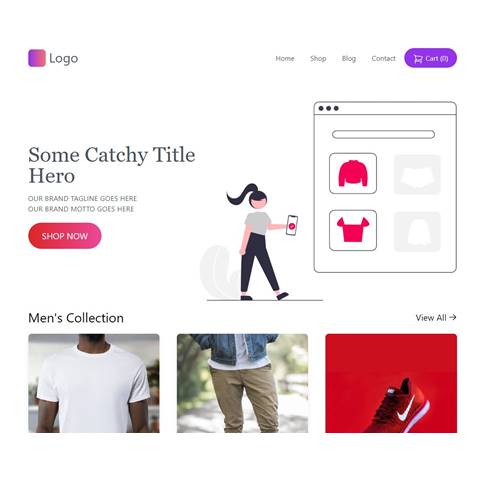 Logo
Home Shop Blog Contact Cart (0)
Some Catchy Title
Hero
OUR BRAND TAGLINE GOES HERE
OUR BRAND MOTTO GOES HERE
SHOP NOW
Men's Collection
View All →